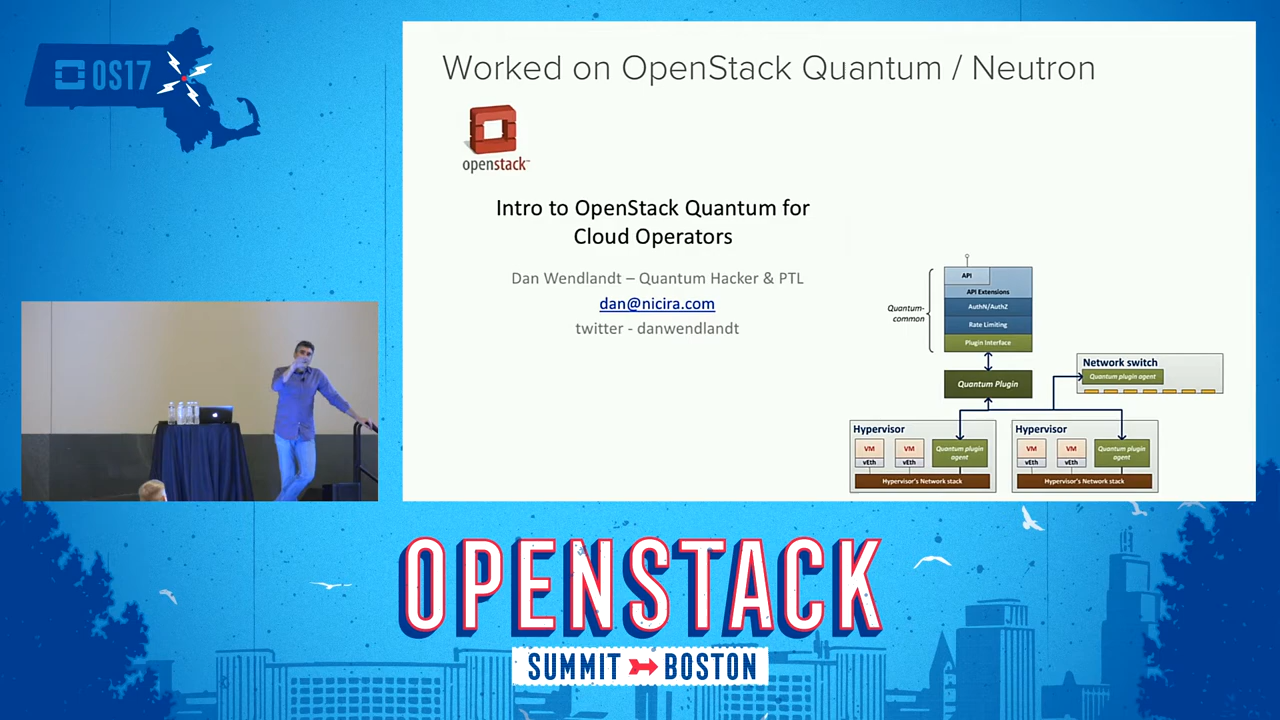 OS17
Worked on OpenStack Quantum / Neutron
openstack™
Intro to OpenStack Quantum for
Cloud Operators
Dan Wendlandt – Quantum Hacker & PTL
dan@nicira.com
twitter - danwendlandt
Quantum-
common
API
API Extensions
AuthN/AuthZ
Rate Limiting
Plugin Interface
Quantum Plugin
Network switch
Quantum plugin agent
Hypervisor
VM
vEth
VM
vEth
Quantum plugin
agent
Hypervisor's Network stack
Hypervisor
VM
vEth
VM
vEth
Quantum plugin
agent
Hypervisor's Network stack
OPENSTACK
SUMMIT BOSTON